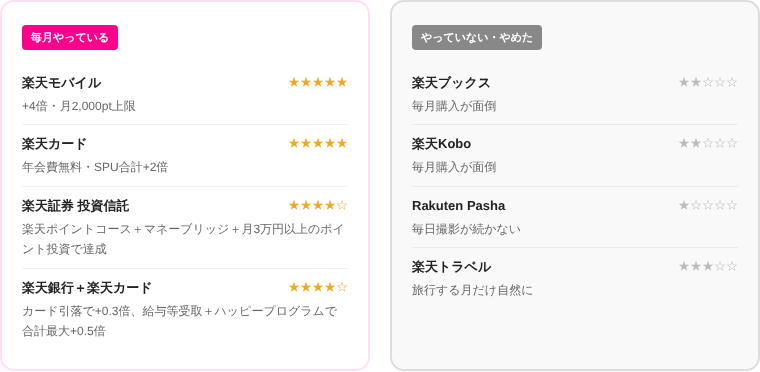 毎月やっている
楽天モバイル ★★★★★
+4倍・月2,000pt上限
楽天カード ★★★★★
年会費無料・SPU合計+2倍
楽天証券 投資信託 ★★★★☆
楽天ポイントコース＋マネーブリッジ＋月3万円以上のポイ
ント投資で達成
楽天銀行＋楽天カード ★★★★☆
カード引落で+0.3倍、給与等受取＋ハッピープログラムで
合計最大+0.5倍
やっていない・やめた
楽天ブックス ★★☆☆☆
毎月購入が面倒
楽天Kobo ★★☆☆☆
毎月購入が面倒
Rakuten Pasha ★☆☆☆☆
毎日撮影が続かない
楽天トラベル ★★★☆☆
旅行する月だけ自然に